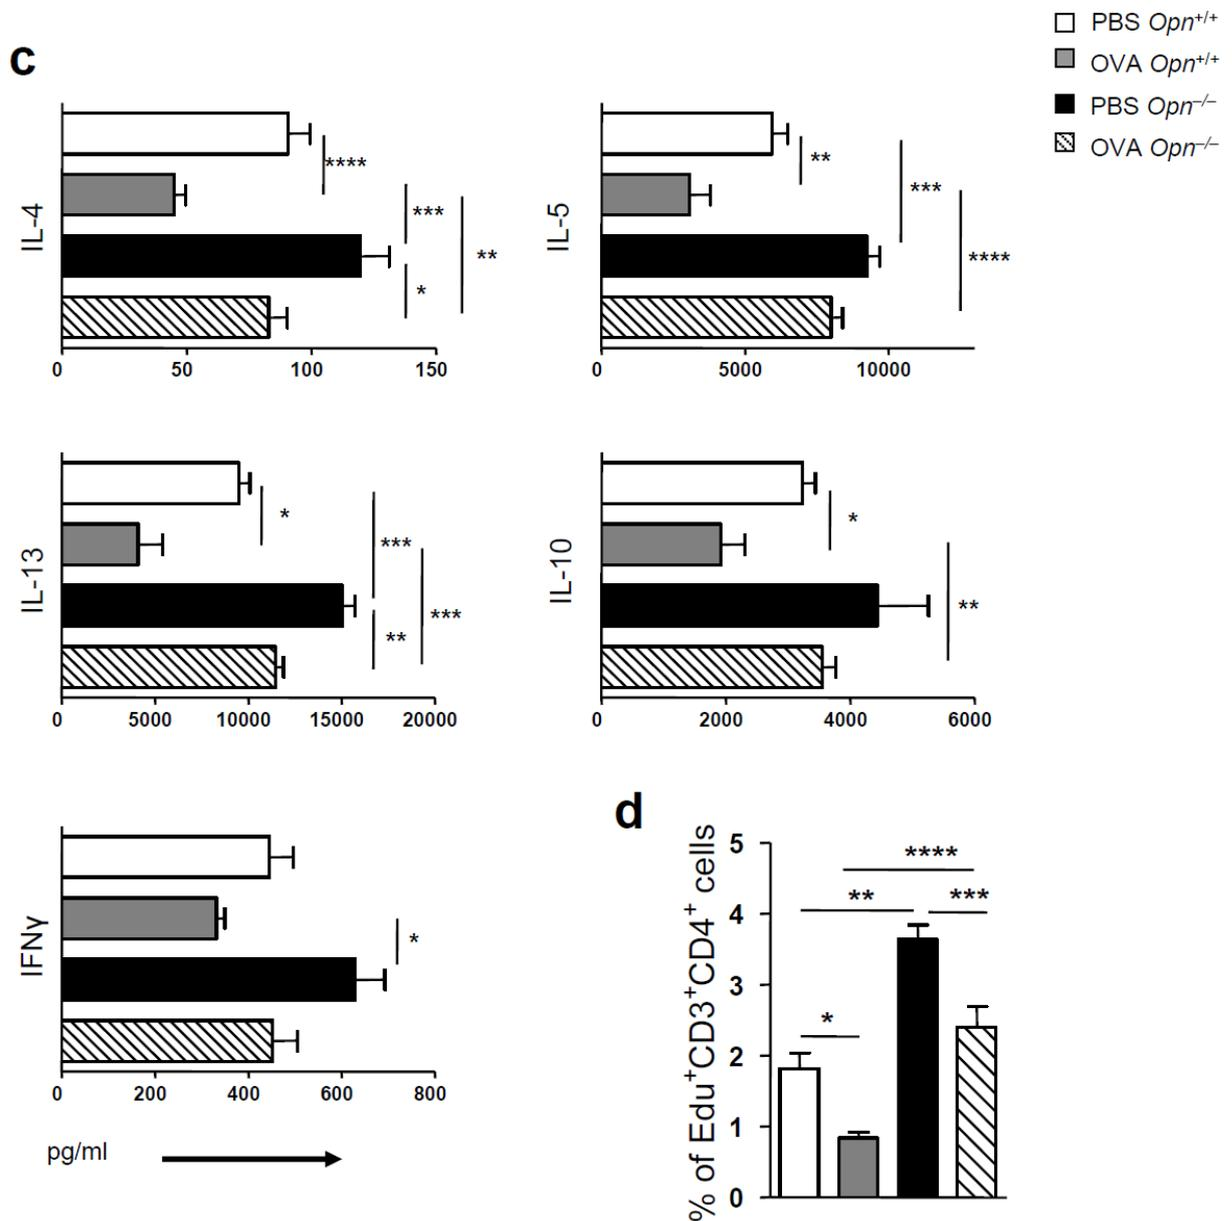 PBS Opn+/+
c
OVA Opn+/+
PBS Opn–/–
OVA Opn–/–
IL-4
****
***
**
*
0 50 100 150
IL-5
**
***
****
0 5000 10000
IL-13
*
***
***
**
0 5000 10000 15000 20000
IL-10
*
**
0 2000 4000 6000
IFNγ
*
0 200 400 600 800
pg/ml
d
% of Edu+CD3+CD4+ cells
5
4
3
2
1
0
****
**
***
*